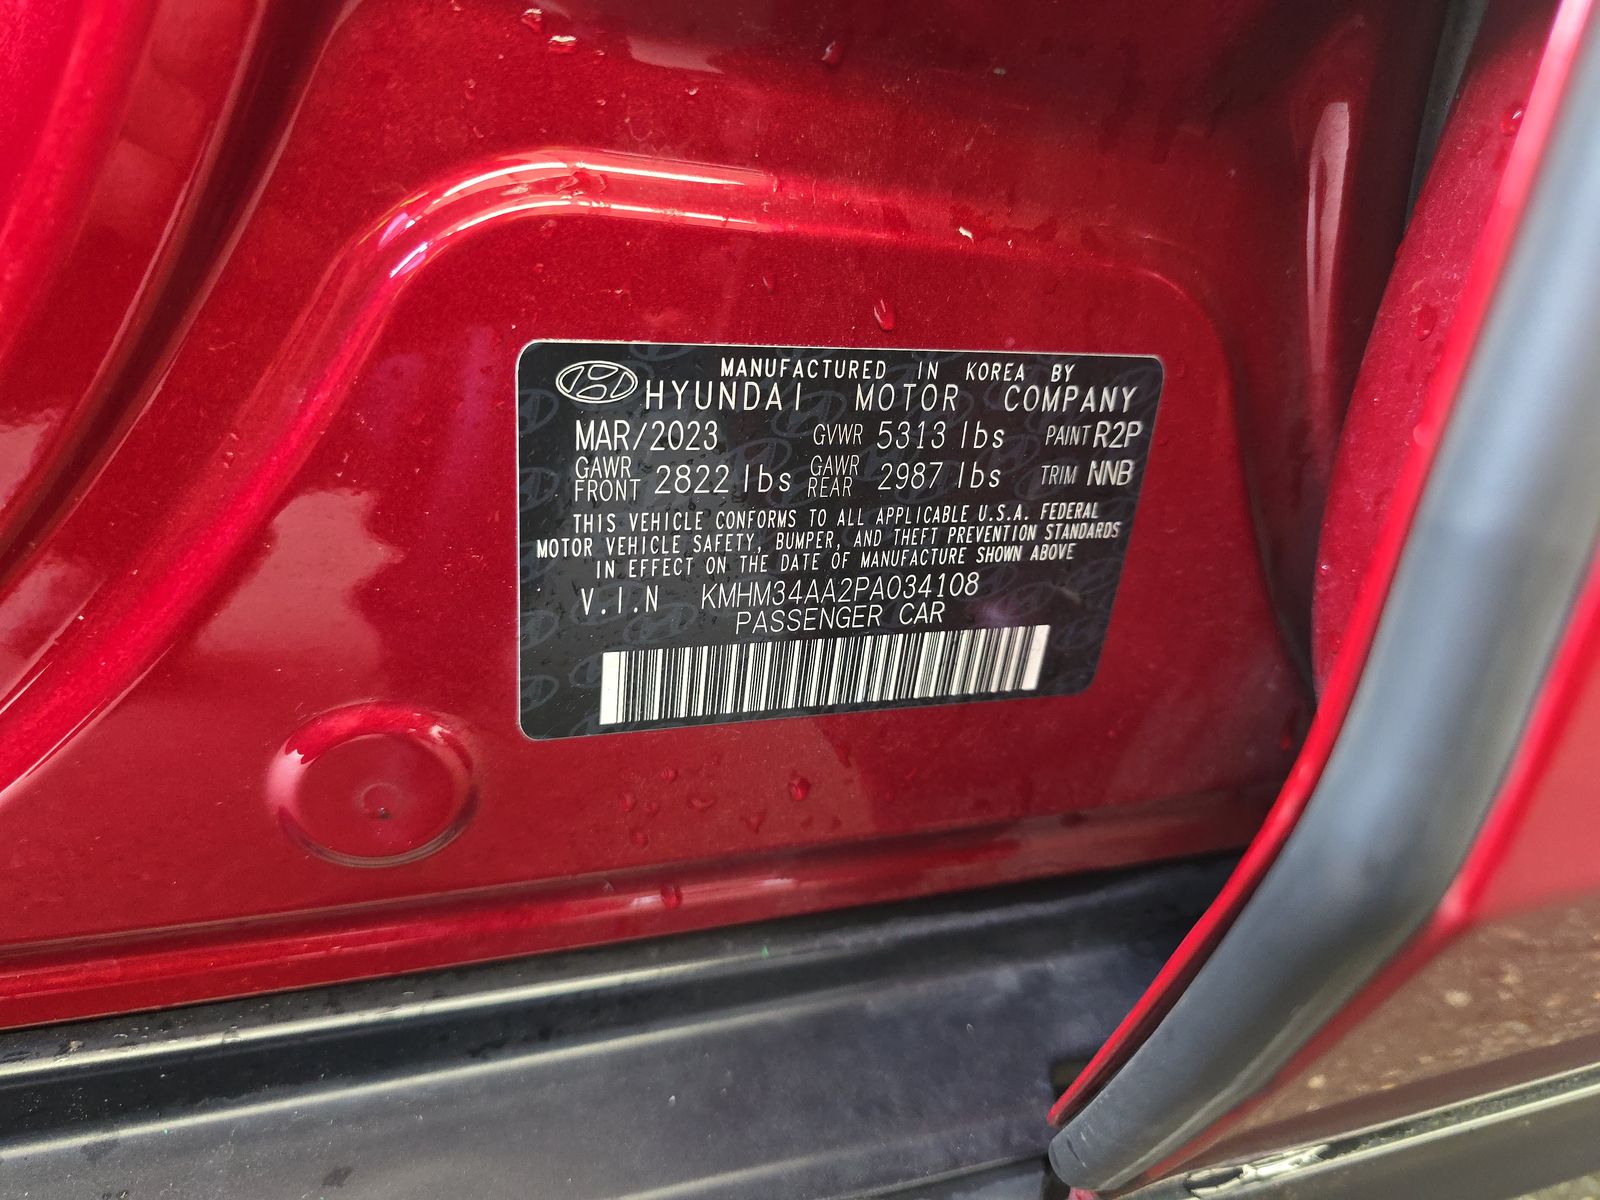 MANUFACTURED IN KOREA BY
HYUNDAI MOTOR COMPANY
MAR/2023 GVWR 5313 lbs PAINT R2P
GAWR FRONT 2822 lbs GAWR REAR 2987 lbs TRIM NNB
THIS VEHICLE CONFORMS TO ALL APPLICABLE U.S.A. FEDERAL
MOTOR VEHICLE SAFETY, BUMPER, AND THEFT PREVENTION STANDARDS
IN EFFECT ON THE DATE OF MANUFACTURE SHOWN ABOVE
V.I.N KMHM34AA2PA034108
PASSENGER CAR